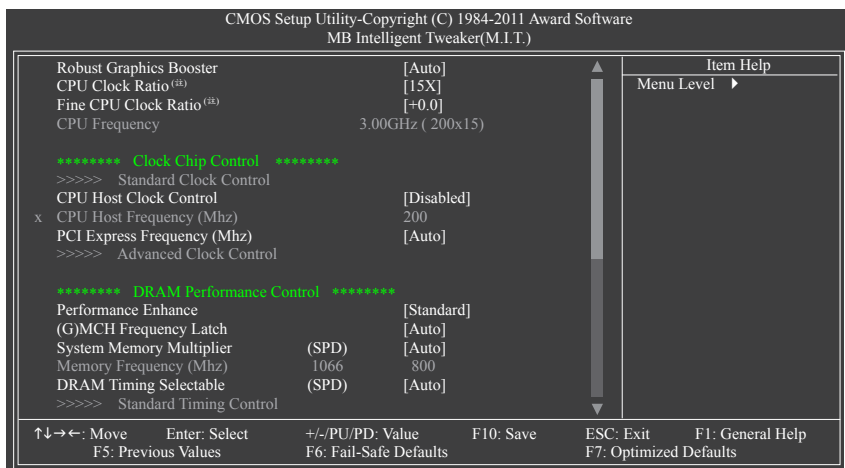 CMOS Setup Utility-Copyright (C) 1984-2011 Award Software
MB Intelligent Tweaker(M.I.T.)
Robust Graphics Booster [Auto]
CPU Clock Ratio (註) [15X]
Fine CPU Clock Ratio (註) [+0.0]
CPU Frequency 3.00GHz ( 200x15)
******** Clock Chip Control ********
>>>>> Standard Clock Control
CPU Host Clock Control [Disabled]
x CPU Host Frequency (Mhz) 200
PCI Express Frequency (Mhz) [Auto]
>>>>> Advanced Clock Control
******** DRAM Performance Control ********
Performance Enhance [Standard]
(G)MCH Frequency Latch [Auto]
System Memory Multiplier (SPD) [Auto]
Memory Frequency (Mhz) 1066 800
DRAM Timing Selectable (SPD) [Auto]
>>>>> Standard Timing Control
Item Help
Menu Level ▶
↑↓→←: Move Enter: Select +/-/PU/PD: Value F10: Save ESC: Exit F1: General Help
F5: Previous Values F6: Fail-Safe Defaults F7: Optimized Defaults